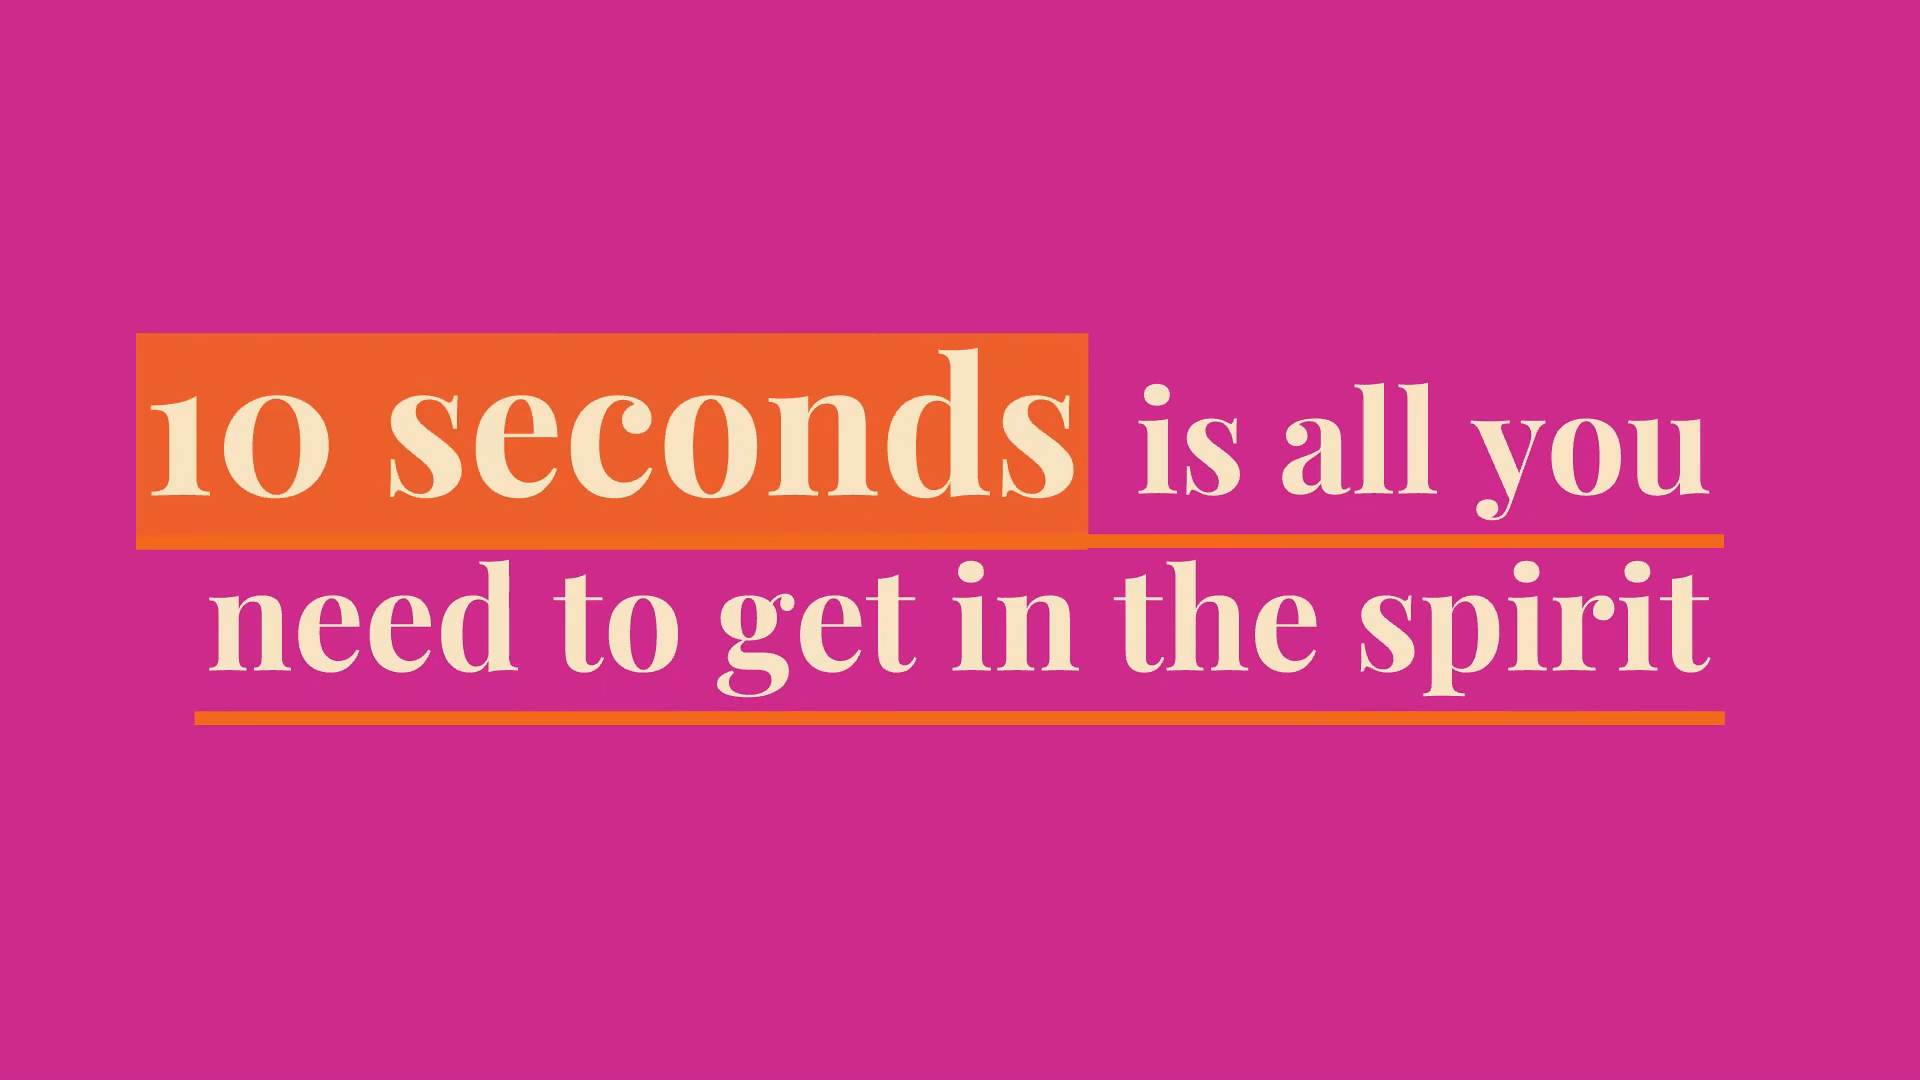 10 seconds is all you
need to get in the spirit